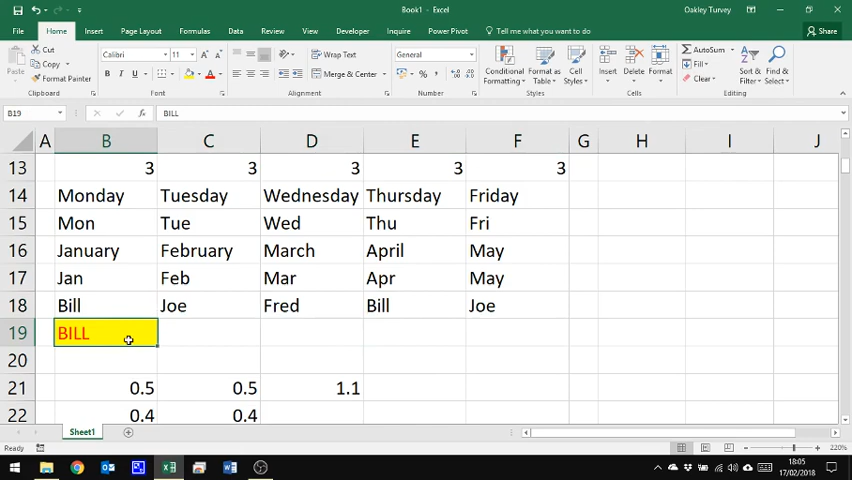 Book1 - Excel
Oakley Turvey
File Home Insert Page Layout Formulas Data Review View Developer Inquire Power Pivot Tell me what you want to do Share
Cut
Copy
Format Painter
Paste
Calibri 11
B I U
Wrap Text
Merge & Center
General
Conditional Formatting
Format as Table
Cell Styles
Insert Delete Format
AutoSum
Fill
Clear
Sort & Filter
Find & Select
Clipboard Font Alignment Number Styles Cells Editing
B19 fx BILL
A B C D E F G H I J
13 3 3 3 3 3
14 Monday Tuesday Wednesday Thursday Friday
15 Mon Tue Wed Thu Fri
16 January February March April May
17 Jan Feb Mar Apr May
18 Bill Joe Fred Bill Joe
19 BILL
20
21 0.5 0.5 1.1
22 0.4 0.4
Sheet1
Ready 220%
18:05
17/02/2018